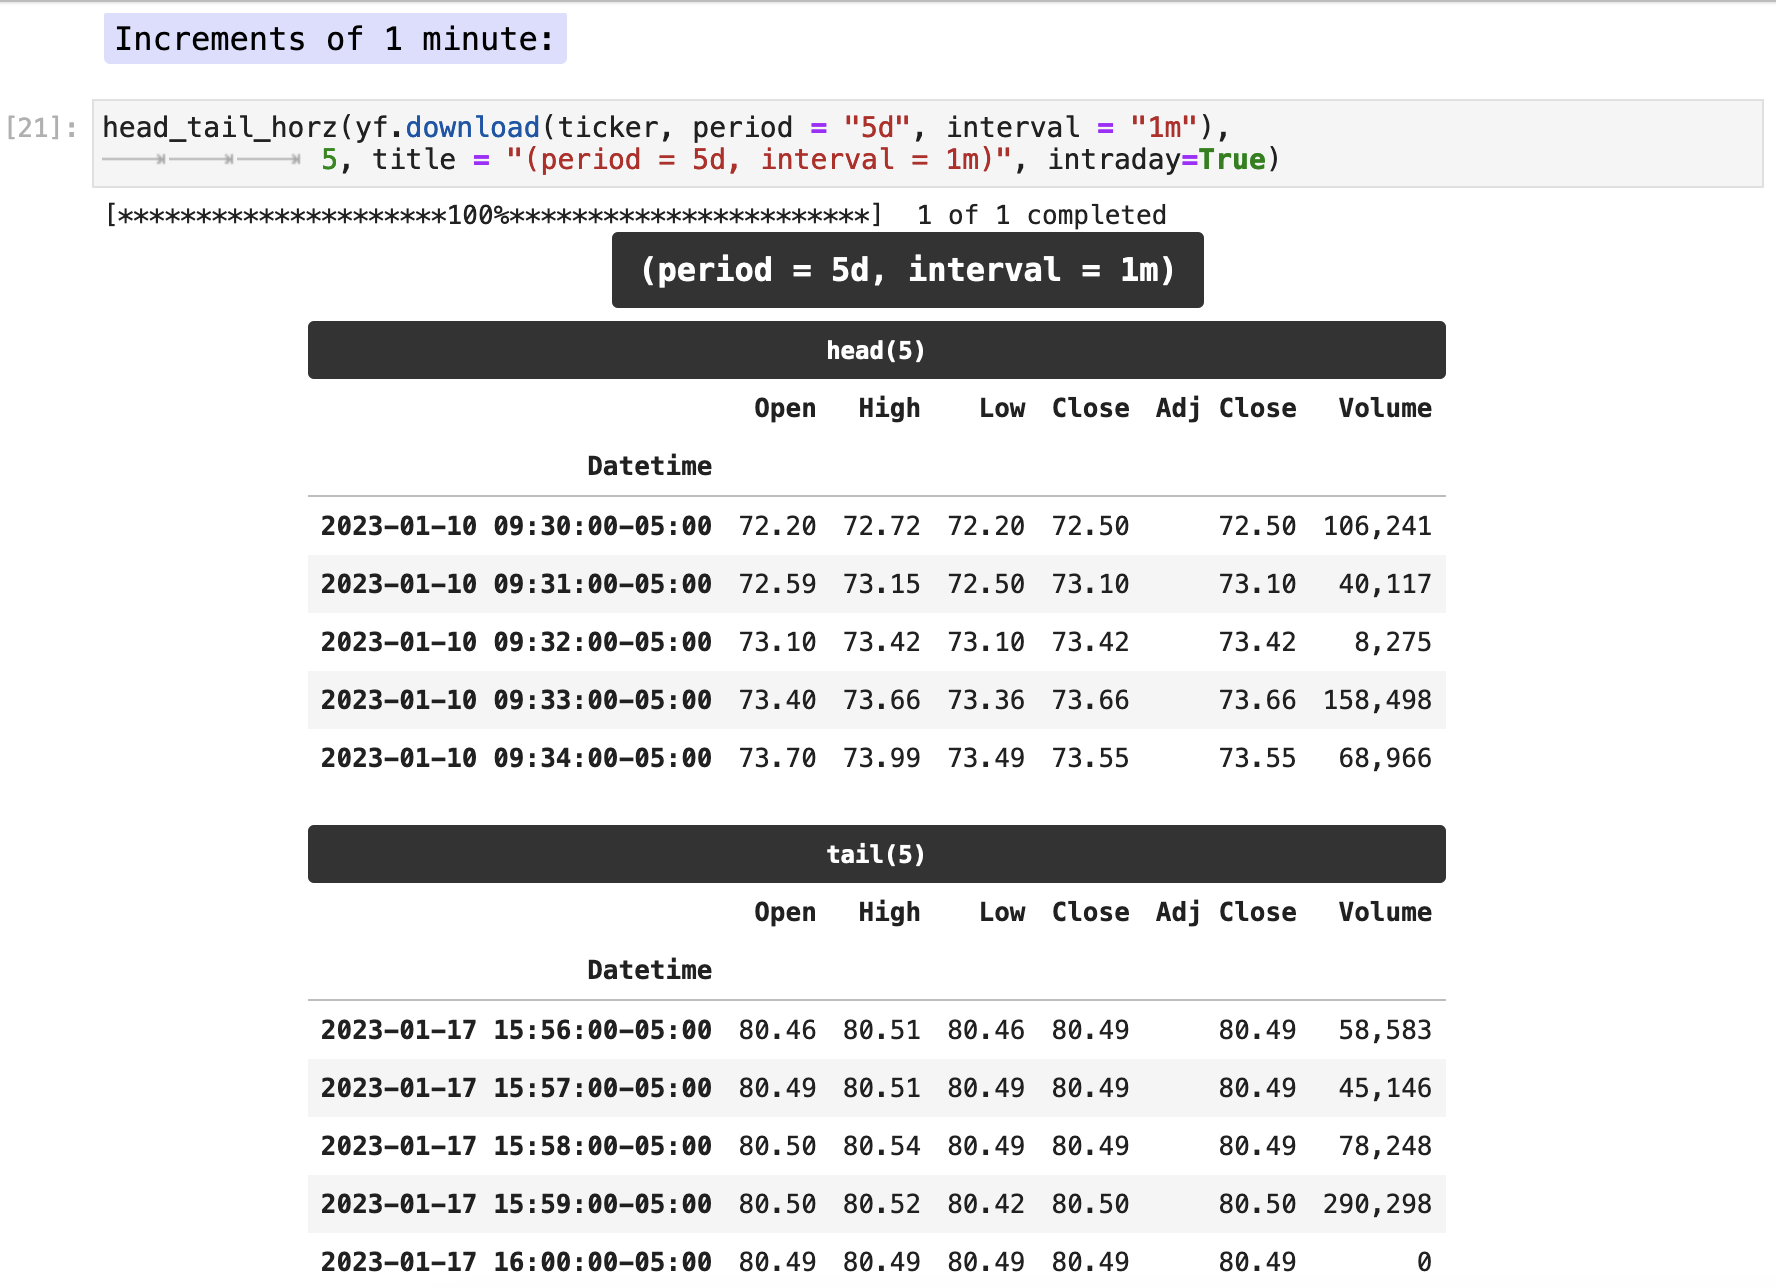 Increments of 1 minute:
[21]: head_tail_horz(yf.download(ticker, period = "5d", interval = "1m"),
5, title = "(period = 5d, interval = 1m)", intraday=True)
[*********************100%***********************]  1 of 1 completed
(period = 5d, interval = 1m)
head(5)
Open High Low Close Adj Close Volume
Datetime
2023-01-10 09:30:00-05:00 72.20 72.72 72.20 72.50 72.50 106,241
2023-01-10 09:31:00-05:00 72.59 73.15 72.50 73.10 73.10 40,117
2023-01-10 09:32:00-05:00 73.10 73.42 73.10 73.42 73.42 8,275
2023-01-10 09:33:00-05:00 73.40 73.66 73.36 73.66 73.66 158,498
2023-01-10 09:34:00-05:00 73.70 73.99 73.49 73.55 73.55 68,966
tail(5)
Open High Low Close Adj Close Volume
Datetime
2023-01-17 15:56:00-05:00 80.46 80.51 80.46 80.49 80.49 58,583
2023-01-17 15:57:00-05:00 80.49 80.51 80.49 80.49 80.49 45,146
2023-01-17 15:58:00-05:00 80.50 80.54 80.49 80.49 80.49 78,248
2023-01-17 15:59:00-05:00 80.50 80.52 80.42 80.50 80.50 290,298
2023-01-17 16:00:00-05:00 80.49 80.49 80.49 80.49 80.49 0